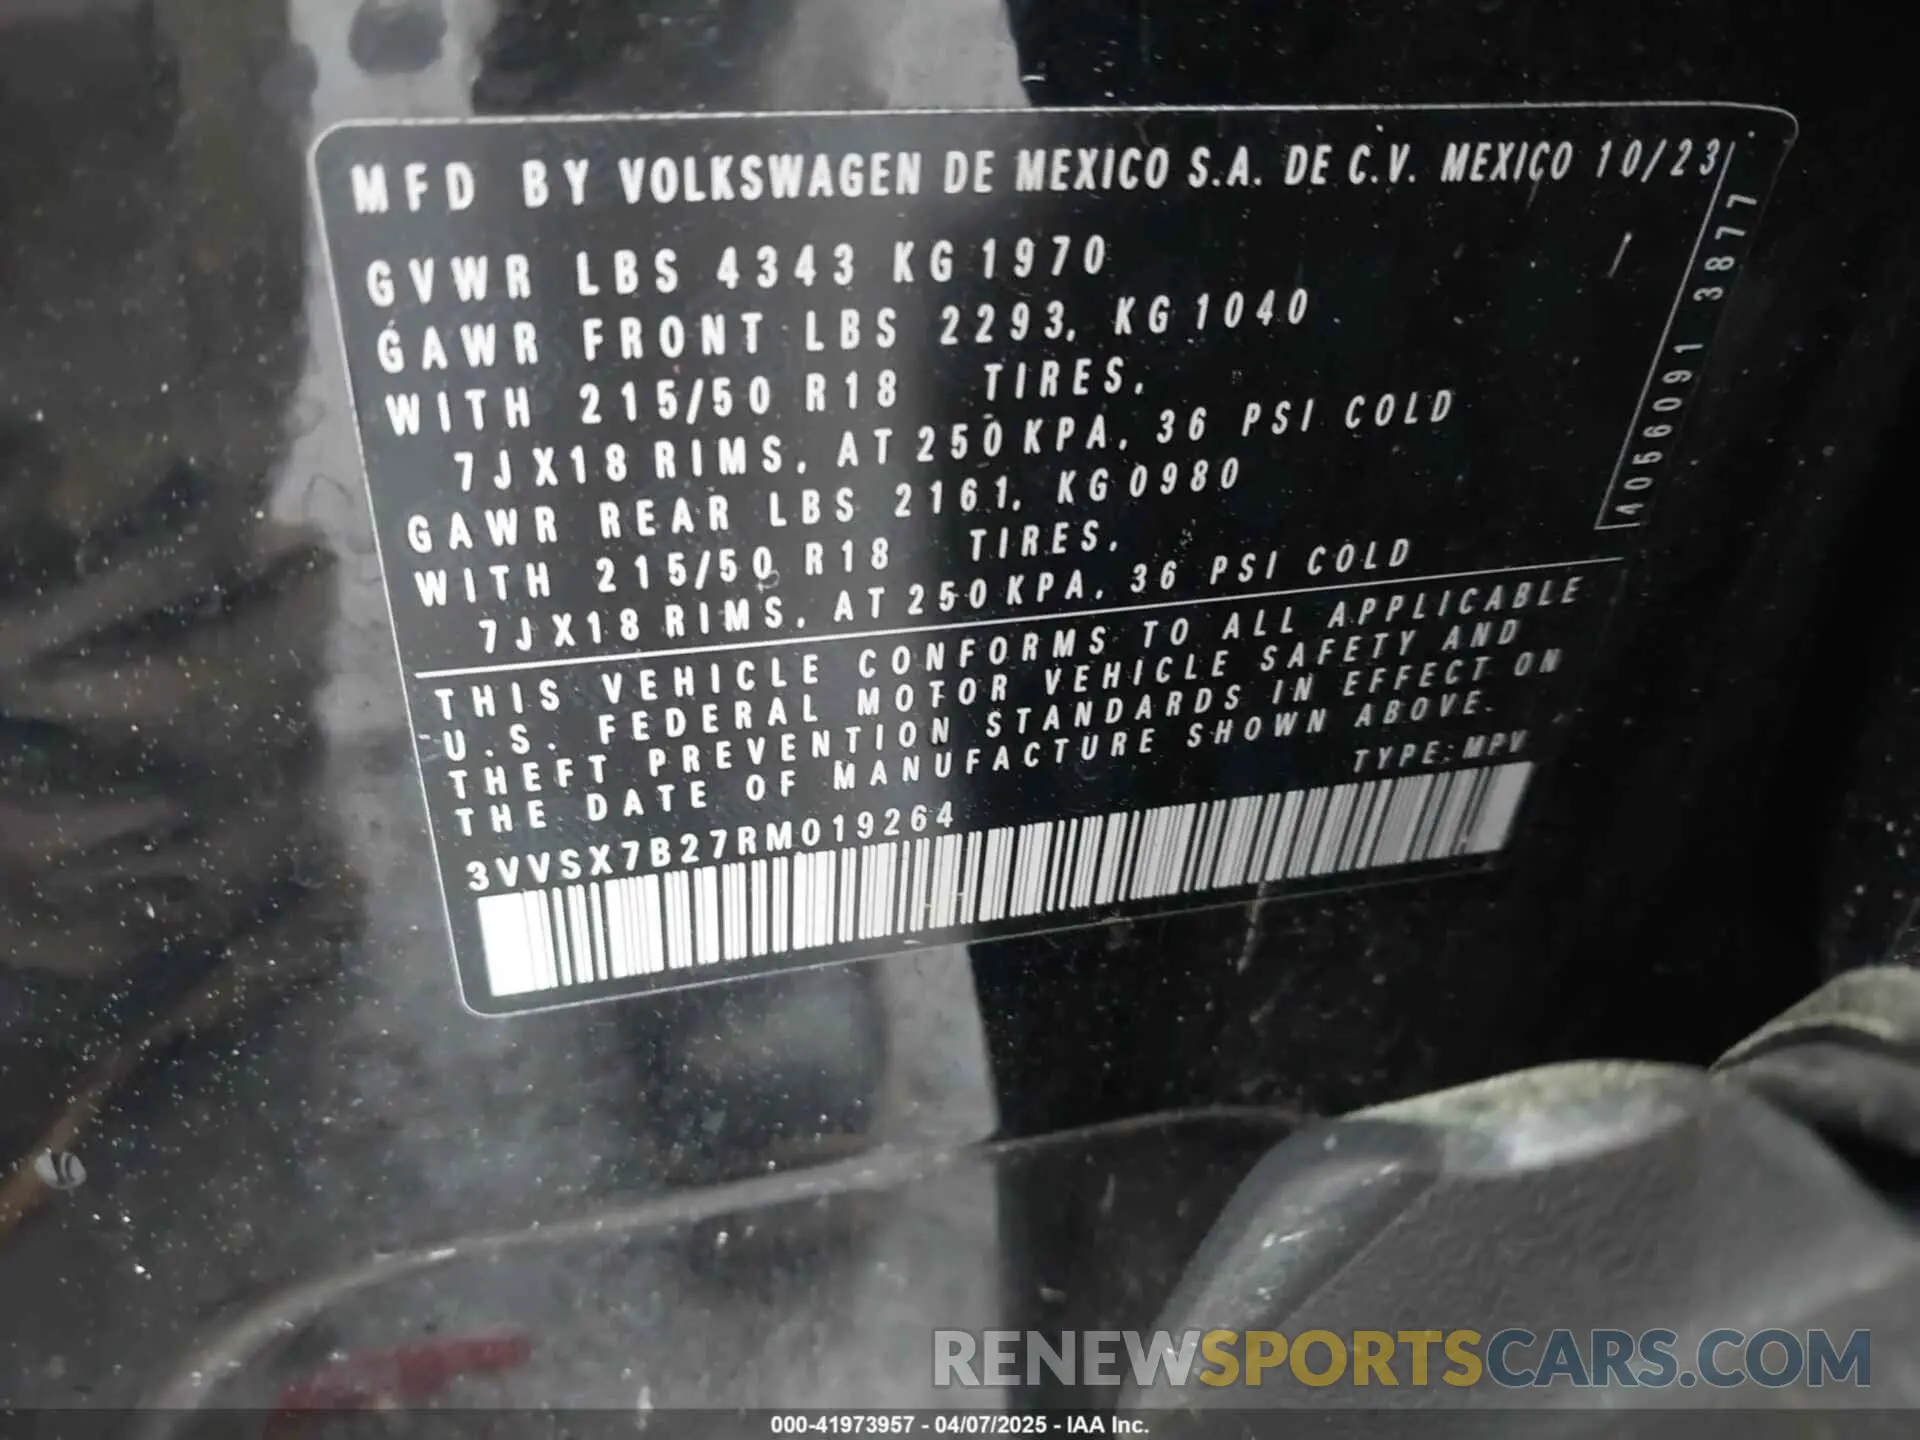 MFD BY VOLKSWAGEN DE MEXICO S.A. DE C.V. MEXICO 10/23
GVWR LBS 4343 KG 1970
GAWR FRONT LBS 2293, KG 1040
WITH 215/50 R18 TIRES,
7JX18 RIMS, AT 250 KPA, 36 PSI COLD
GAWR REAR LBS 2161, KG 0980
WITH 215/50 R18 TIRES,
7JX18 RIMS, AT 250 KPA, 36 PSI COLD
4056091 3877
THIS VEHICLE CONFORMS TO ALL APPLICABLE
U.S. FEDERAL MOTOR VEHICLE SAFETY AND
THEFT PREVENTION STANDARDS IN EFFECT ON
THE DATE OF MANUFACTURE SHOWN ABOVE.
TYPE: MPV
3VVSX7B27RM019264
RENEWSPORTSCARS.COM
000-41973957 - 04/07/2025 - IAA Inc.